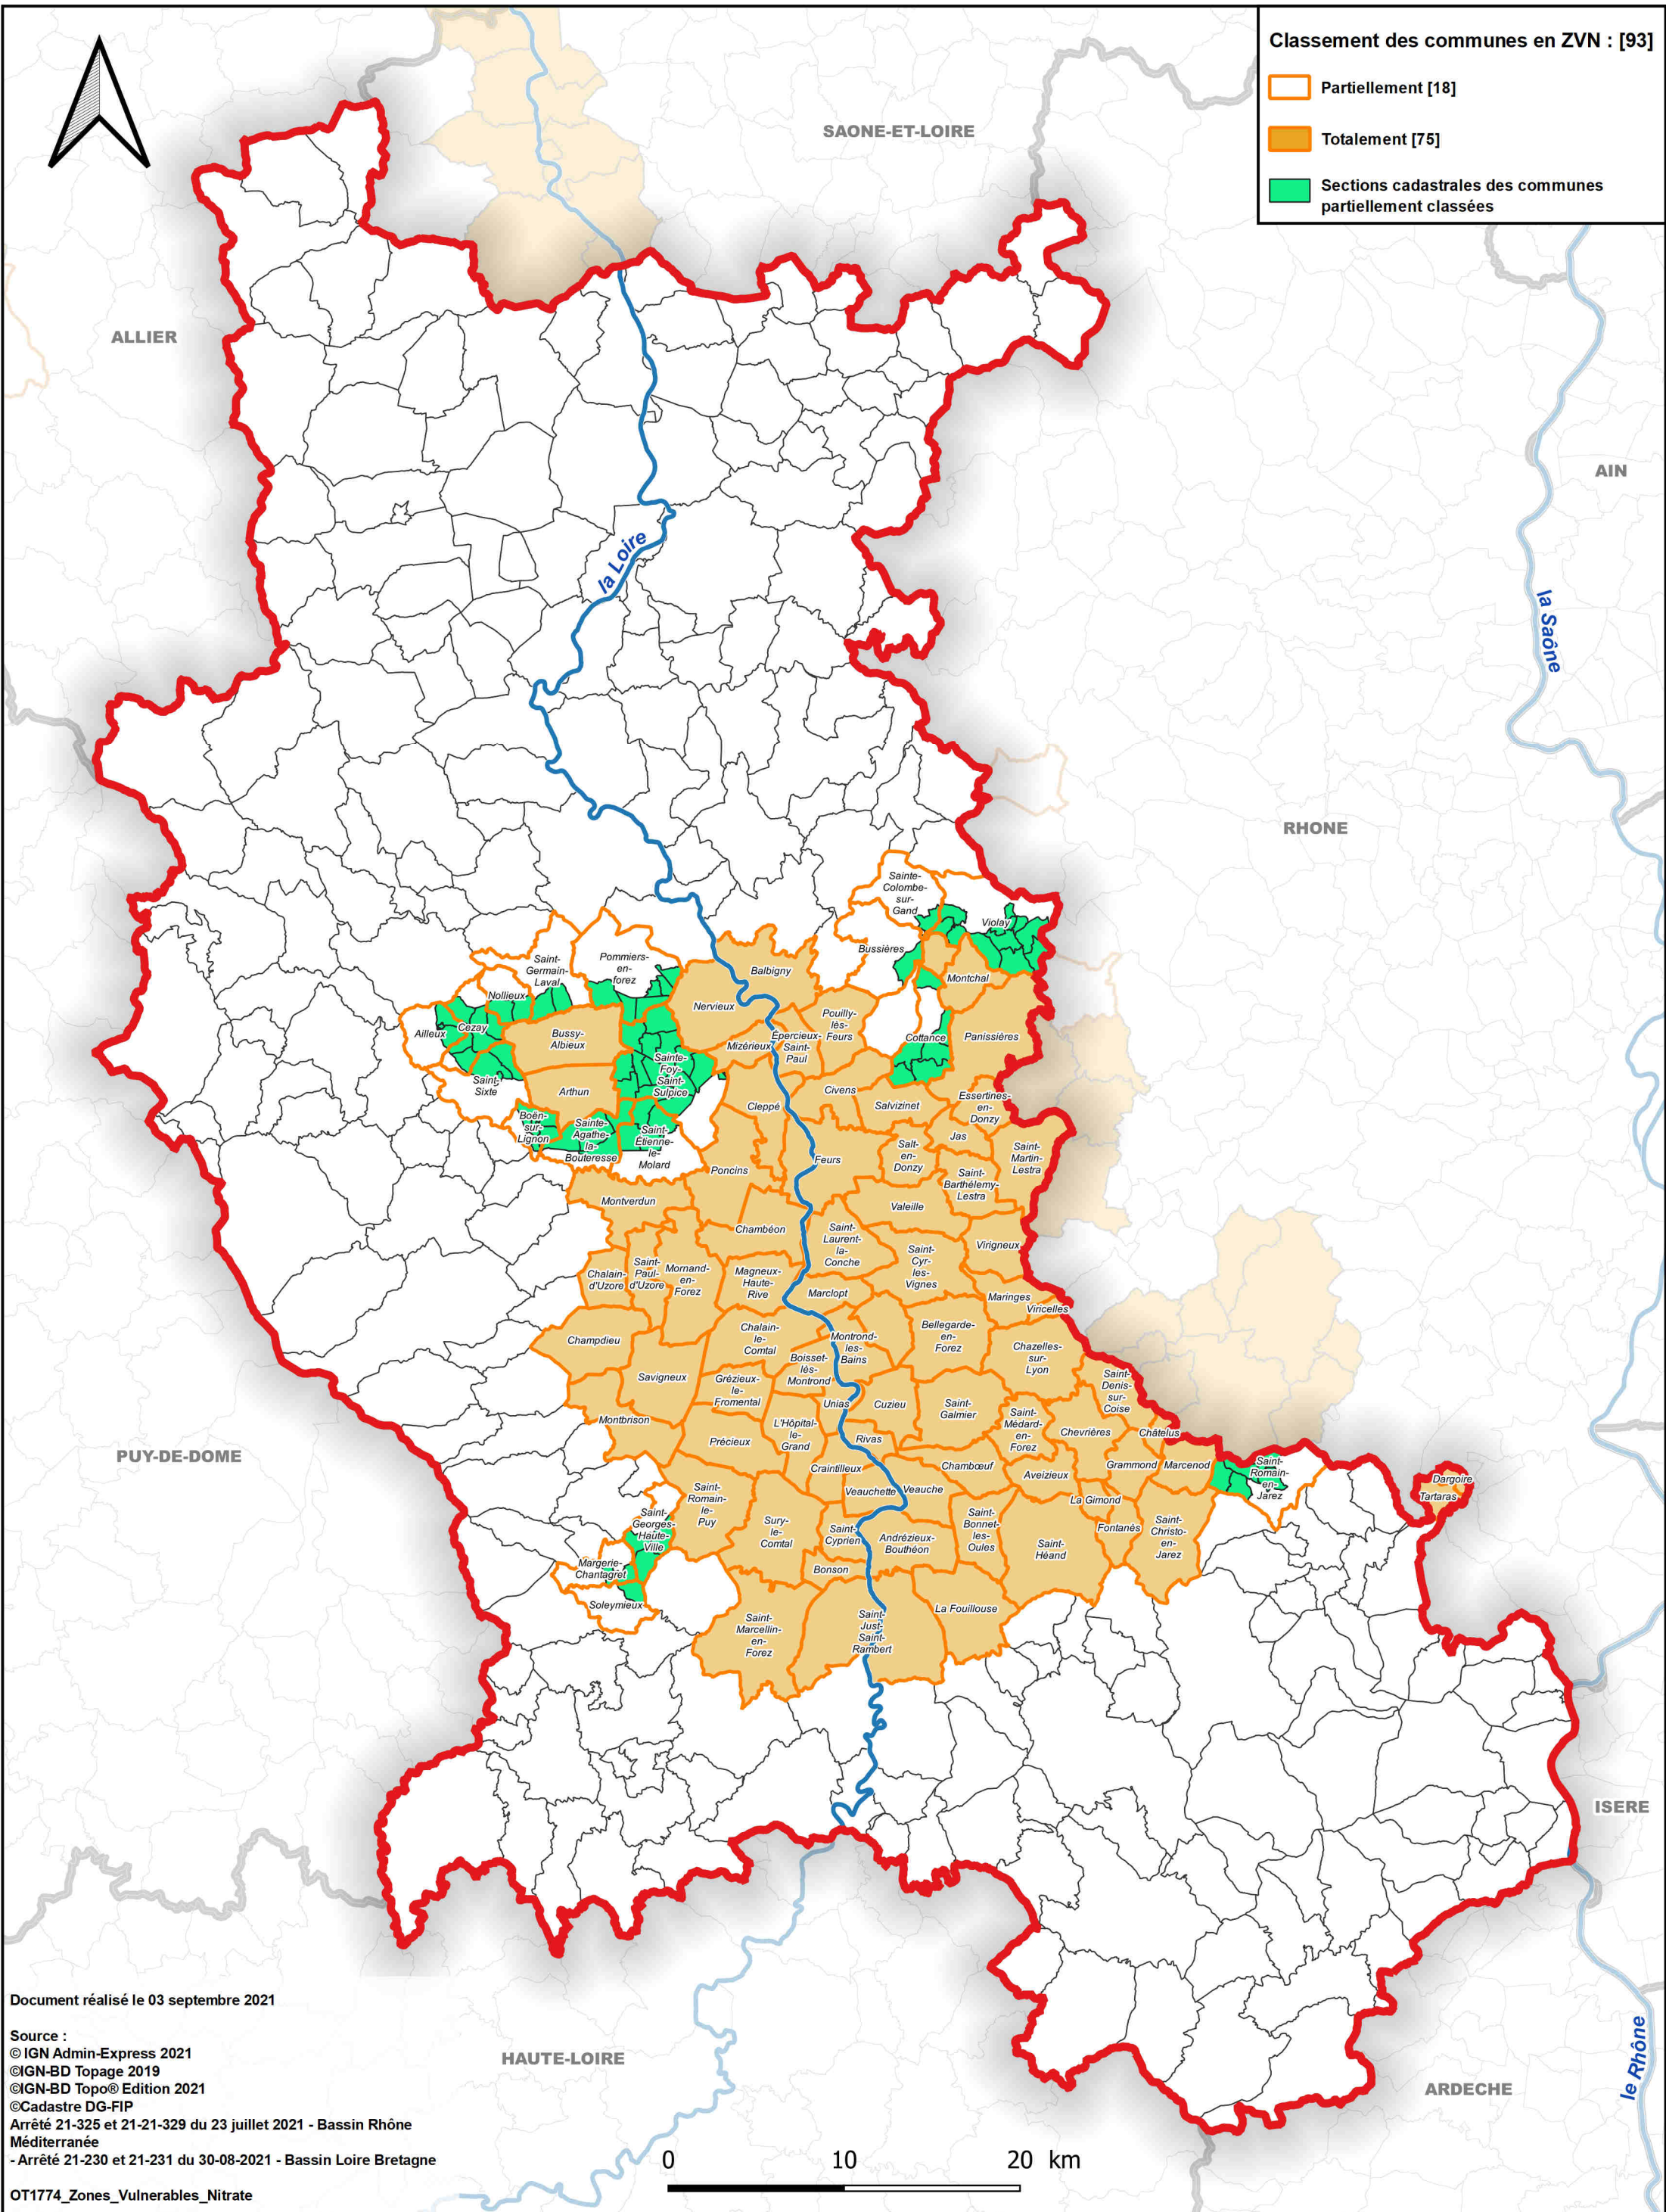 Classement des communes en ZVN : [93]
Partiellement [18]
Totalement [75]
Sections cadastrales des communes
partiellement classées
SAONE-ET-LOIRE
ALLIER
AIN
la Loire
la Saône
RHONE
Sainte-
Colombe-
sur-
Gand
Violay
Bussières
Pommiers-
en-
forez
Saint-
Germain-
Laval
Balbigny
Montchal
Nollieux
Nervieux
Pouilly-
lès-
Feurs
Ailleux
Cezay
Bussy-
Albieux
Mizérieux
Épercieux-
Saint-
Paul
Cottance
Panissières
Sainte-
Foy-
Saint-
Sulpice
Saint-
Sixte
Arthun
Cleppé
Civens
Salvizinet
Essertines-
en-
Donzy
Boën-
sur-
Lignon
Sainte-
Agathe-
la-
Bouteresse
Saint-
Étienne-
le-
Molard
Jas
Salt-
en-
Donzy
Saint-
Martin-
Lestra
Poncins
Feurs
Saint-
Barthélemy-
Lestra
Montverdun
Valeille
Chambéon
Saint-
Laurent-
la-
Conche
Saint-
Cyr-
les-
Vignes
Virigneux
Chalain-
d'Uzore
Saint-
Paul-
d'Uzore
Mornand-
en-
Forez
Magneux-
Haute-
Rive
Marclopt
Maringes
Viricelles
Champdieu
Chalain-
le-
Comtal
Montrond-
les-
Bains
Bellegarde-
en-
Forez
Chazelles-
sur-
Lyon
Boisset-
lès-
Montrond
Savigneux
Grézieux-
le-
Fromental
Unias
Cuzieu
Saint-
Galmier
Saint-
Denis-
sur-
Coise
Montbrison
L'Hôpital-
le-
Grand
Saint-
Médard-
en-
Forez
Chevrières
Châtelus
Précieux
Rivas
PUY-DE-DOME
Craintilleux
Chambœuf
Aveizieux
Grammond
Marcenod
Saint-
Romain-
en-
Jarez
Dargoire
Tartaras
Saint-
Romain-
le-
Puy
Veauchette
Veauche
La Gimond
Saint-
Georges-
Haute-
Ville
Sury-
le-
Comtal
Saint-
Cyprien
Andrézieux-
Bouthéon
Saint-
Bonnet-
les-
Oules
Saint-
Héand
Fontanès
Saint-
Christo-
en-
Jarez
Margerie-
Chantagret
Bonson
Soleymieux
Saint-
Marcellin-
en-
Forez
Saint-
Just-
Saint-
Rambert
La Fouillouse
ISERE
HAUTE-LOIRE
ARDECHE
le Rhône
Document réalisé le 03 septembre 2021
Source :
© IGN Admin-Express 2021
©IGN-BD Topage 2019
©IGN-BD Topo® Edition 2021
©Cadastre DG-FIP
Arrêté 21-325 et 21-21-329 du 23 juillet 2021 - Bassin Rhône
Méditerranée
- Arrêté 21-230 et 21-231 du 30-08-2021 - Bassin Loire Bretagne
OT1774_Zones_Vulnerables_Nitrate
0 10 20 km